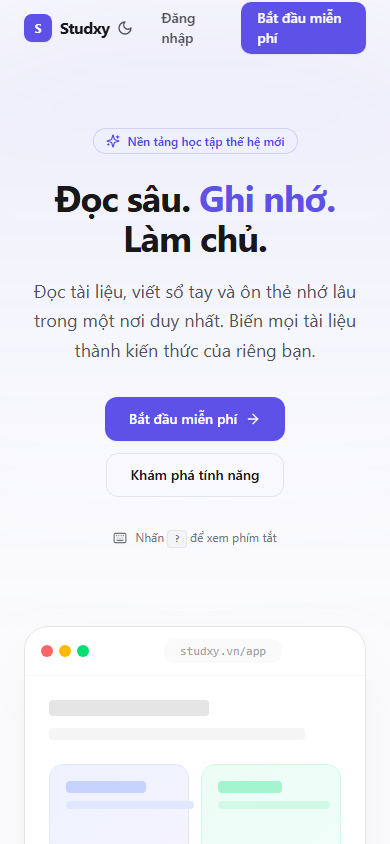 S Studxy
Đăng
nhập
Bắt đầu miễn
phí
Nền tảng học tập thế hệ mới
Đọc sâu. Ghi nhớ.
Làm chủ.
Đọc tài liệu, viết sổ tay và ôn thẻ nhớ lâu
trong một nơi duy nhất. Biến mọi tài liệu
thành kiến thức của riêng bạn.
Bắt đầu miễn phí
Khám phá tính năng
Nhấn ? để xem phím tắt
studxy.vn/app